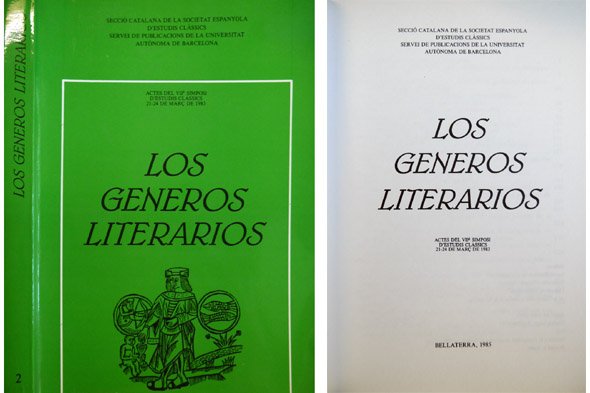 LOS GENEROS LITERAR
2
SECCIÓ CATALANA DE LA SOCIETAT ESPANYOLA
D'ESTUDIS CLÀSSICS
SERVEI DE PUBLICACIONS DE LA UNIVERSITAT
AUTÒNOMA DE BARCELONA
ACTES DEL VIIè SIMPOSI
D'ESTUDIS CLÀSSICS
21-24 DE MARÇ DE 1983
LOS
GENEROS
LITERARIOS
SECCIÓ CATALANA DE LA SOCIETAT ESPANYOLA
D'ESTUDIS CLÀSSICS
SERVEI DE PUBLICACIONS DE LA UNIVERSITAT
AUTÒNOMA DE BARCELONA
LOS
GENEROS
LITERARIOS
ACTES DEL VIIè SIMPOSI
D'ESTUDIS CLÀSSICS
21-24 DE MARÇ DE 1983
BELLATERRA, 1985